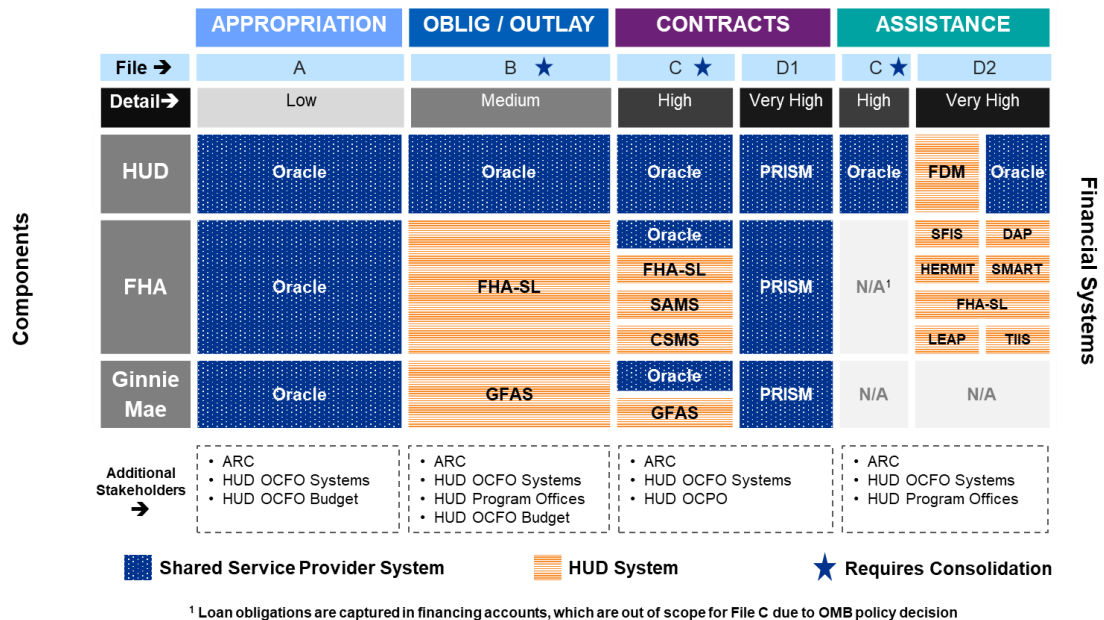 APPROPRIATION OBLIG / OUTLAY CONTRACTS ASSISTANCE
File ➔ A B ★ C ★ D1 C ★ D2
Detail➔ Low Medium High Very High High Very High
HUD Oracle Oracle Oracle PRISM Oracle FDM Oracle
Components
Financial Systems
FHA Oracle FHA-SL
Oracle
FHA-SL
SAMS
CSMS
PRISM
N/A¹
SFIS DAP
HERMIT SMART
FHA-SL
LEAP TIIS
Ginnie
Mae
Oracle GFAS
Oracle
GFAS
PRISM N/A N/A
Additional
Stakeholders
➔
• ARC
• HUD OCFO Systems
• HUD OCFO Budget
• ARC
• HUD OCFO Systems
• HUD Program Offices
• HUD OCFO Budget
• ARC
• HUD OCFO Systems
• HUD OCPO
• ARC
• HUD OCFO Systems
• HUD Program Offices
Shared Service Provider System HUD System ★ Requires Consolidation
¹ Loan obligations are captured in financing accounts, which are out of scope for File C due to OMB policy decision